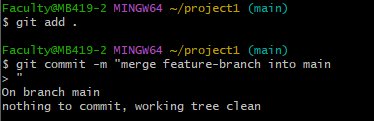 Faculty@MB419-2 MINGW64 ~/project1 (main)
$ git add .
Faculty@MB419-2 MINGW64 ~/project1 (main)
$ git commit -m "merge feature-branch into main
> "
On branch main
nothing to commit, working tree clean